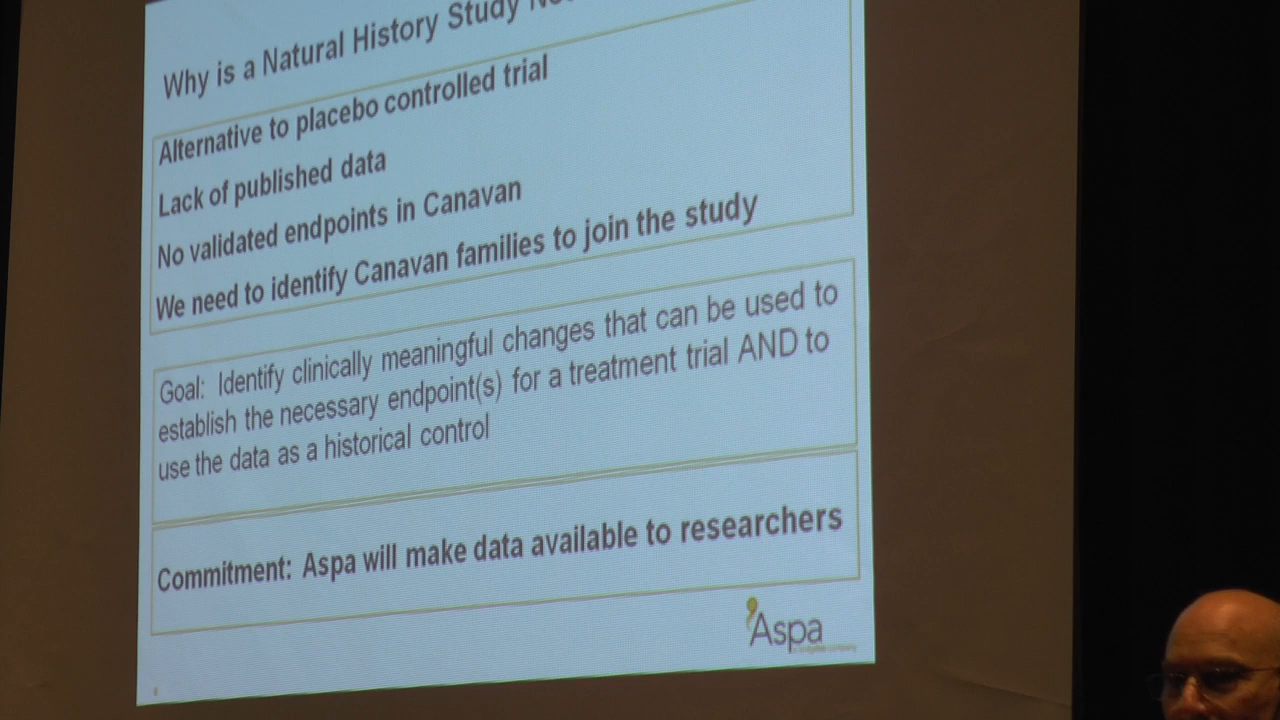 Why is a Natural History Study
Alternative to placebo controlled trial
Lack of published data
No validated endpoints in Canavan
We need to identify Canavan families to join the study
Goal: Identify clinically meaningful changes that can be used to
establish the necessary endpoint(s) for a treatment trial AND to
use the data as a historical control
Commitment: Aspa will make data available to researchers
Aspa